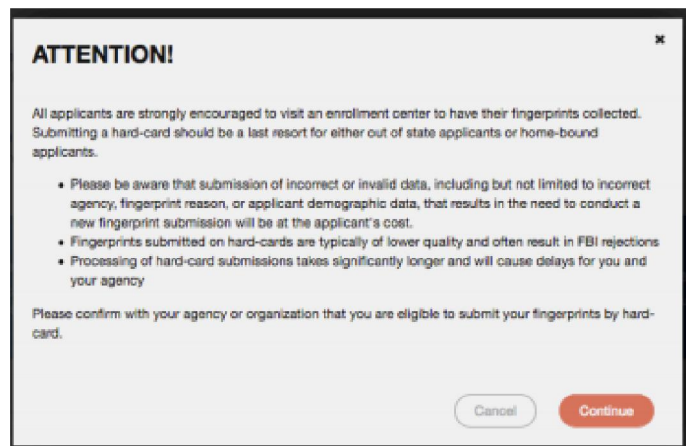 ATTENTION!
✖
All applicants are strongly encouraged to visit an enrollment center to have their fingerprints collected.
Submitting a hard-card should be a last resort for either out of state applicants or home-bound
applicants.
• Please be aware that submission of incorrect or invalid data, including but not limited to incorrect
agency, fingerprint reason, or applicant demographic data, that results in the need to conduct a
new fingerprint submission will be at the applicant's cost.
• Fingerprints submitted on hard-cards are typically of lower quality and often result in FBI rejections
• Processing of hard-card submissions takes significantly longer and will cause delays for you and
your agency
Please confirm with your agency or organization that you are eligible to submit your fingerprints by hard-
card.
Cancel
Continue